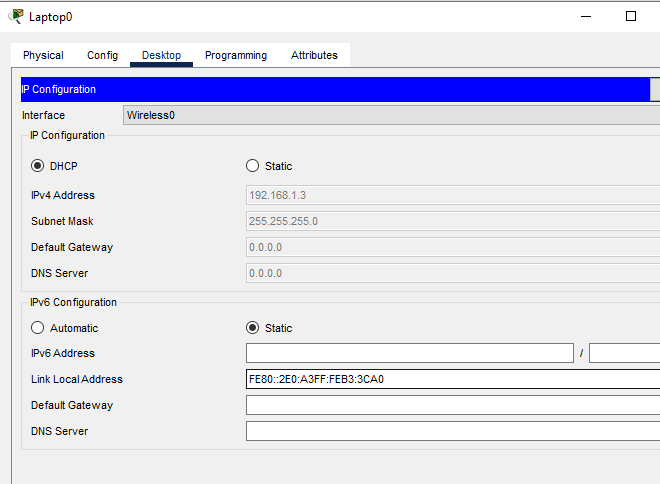 Laptop0
Physical Config Desktop Programming Attributes
IP Configuration
Interface Wireless0
IP Configuration
DHCP Static
IPv4 Address 192.168.1.3
Subnet Mask 255.255.255.0
Default Gateway 0.0.0.0
DNS Server 0.0.0.0
IPv6 Configuration
Automatic Static
IPv6 Address /
Link Local Address FE80::2E0:A3FF:FEB3:3CA0
Default Gateway
DNS Server